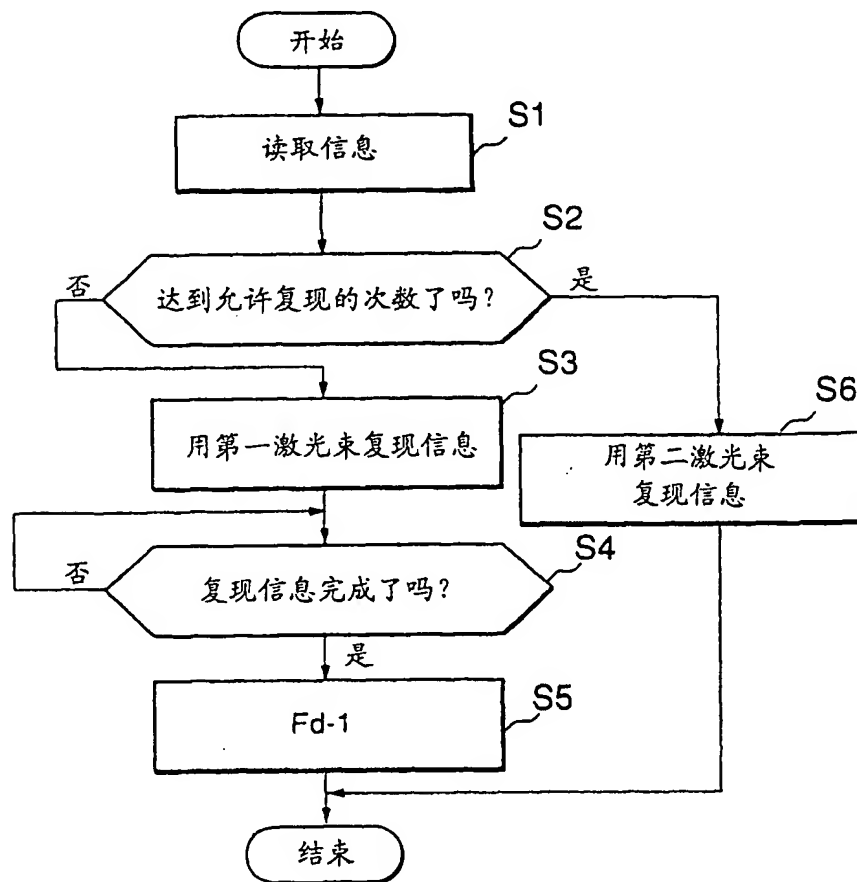 开始
读取信息
S1
S2
否
达到允许复现的次数了吗?
是
S3
用第一激光束复现信息
S6
用第二激光束
复现信息
S4
否
复现信息完成了吗?
是
S5
Fd-1
结束